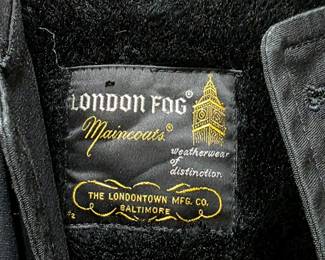 LONDON FOG®
Maincoats®
weatherwear
of
distinction
THE LONDONTOWN MFG. CO.
BALTIMORE